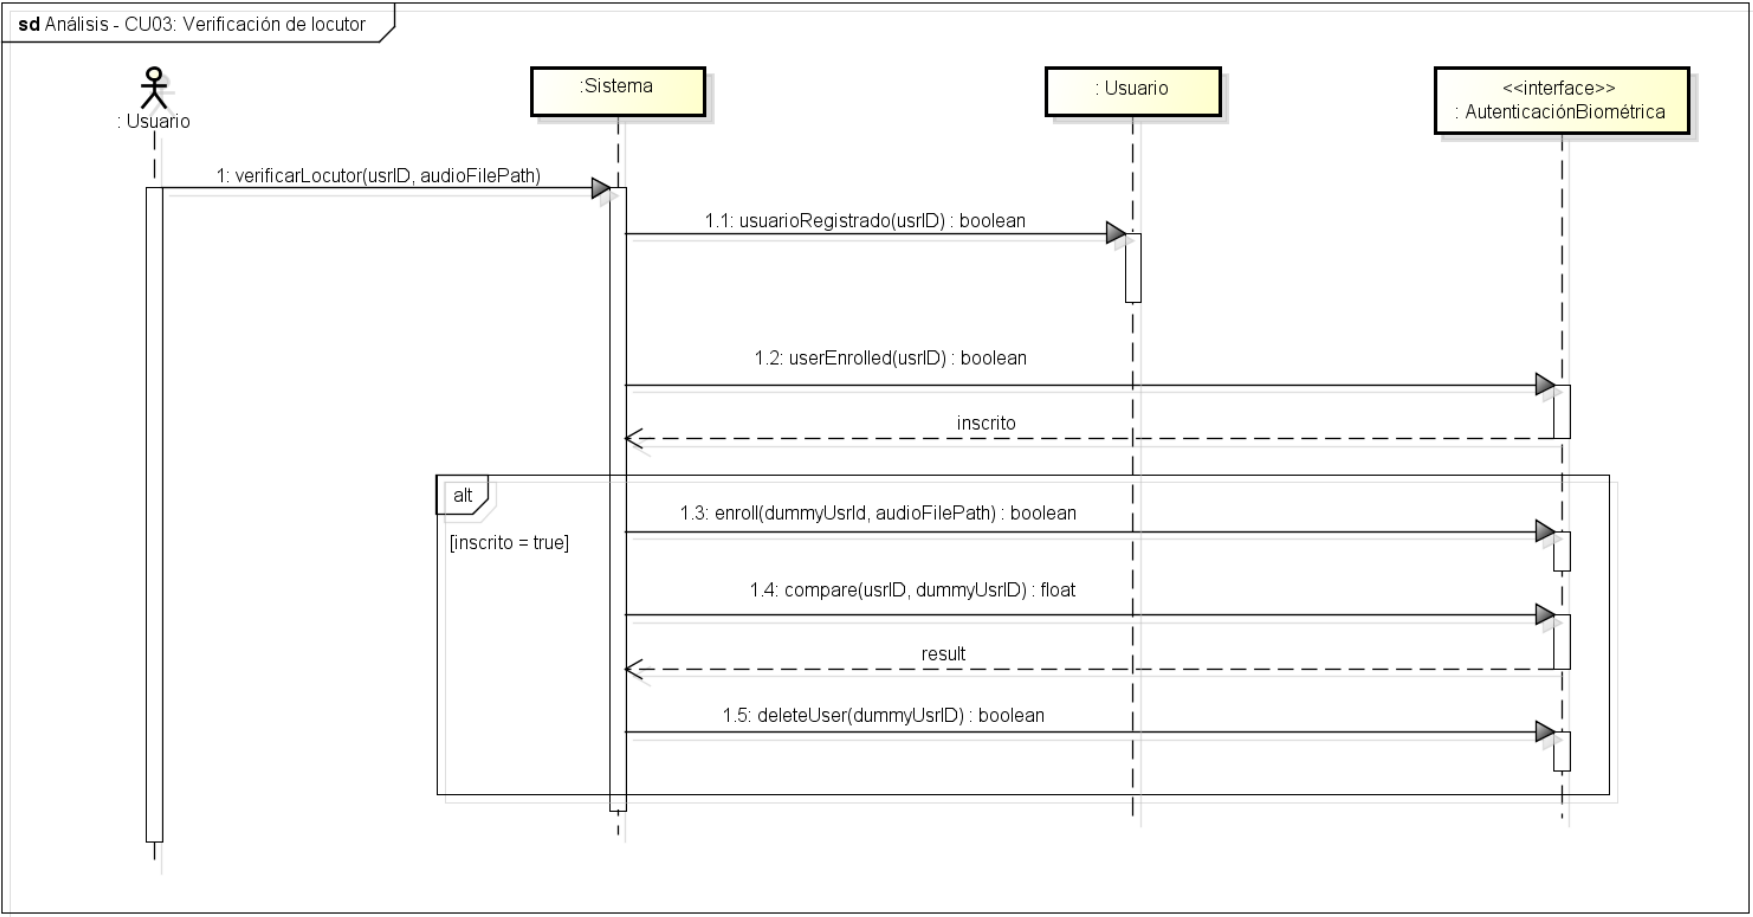 sd Análisis - CU03: Verificación de locutor
: Usuario
:Sistema
: Usuario
<<interface>>
: AutenticaciónBiométrica
1: verificarLocutor(usrID, audioFilePath)
1.1: usuarioRegistrado(usrID) : boolean
1.2: userEnrolled(usrID) : boolean
inscrito
alt
[inscrito = true]
1.3: enroll(dummyUsrId, audioFilePath) : boolean
1.4: compare(usrID, dummyUsrID) : float
result
1.5: deleteUser(dummyUsrID) : boolean